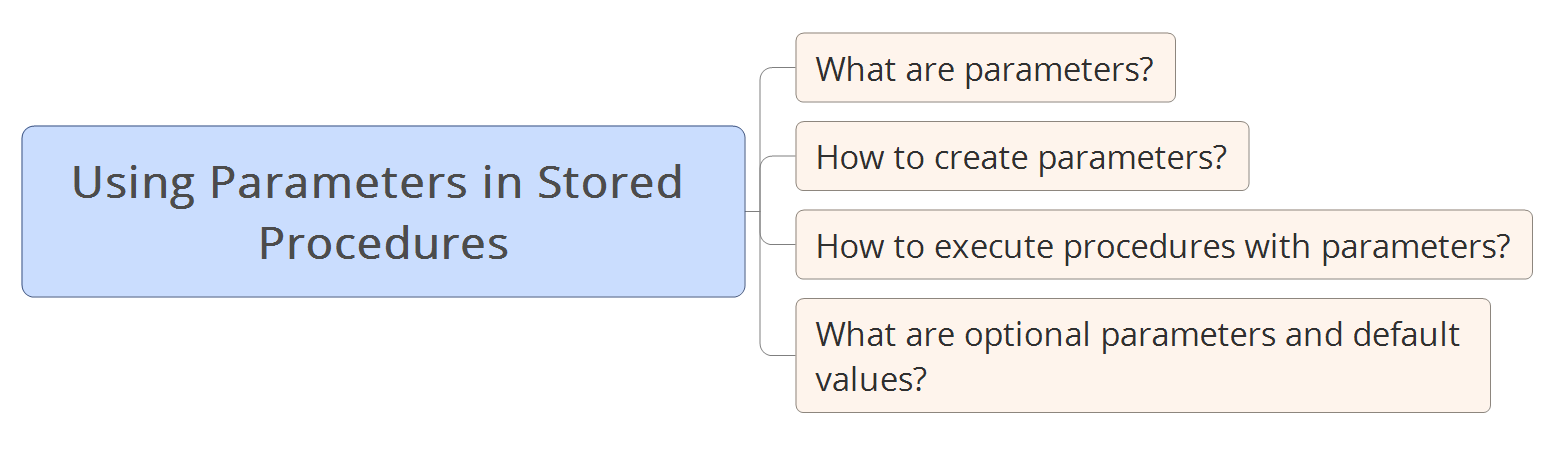 Using Parameters in Stored
Procedures
What are parameters?
How to create parameters?
How to execute procedures with parameters?
What are optional parameters and default
values?